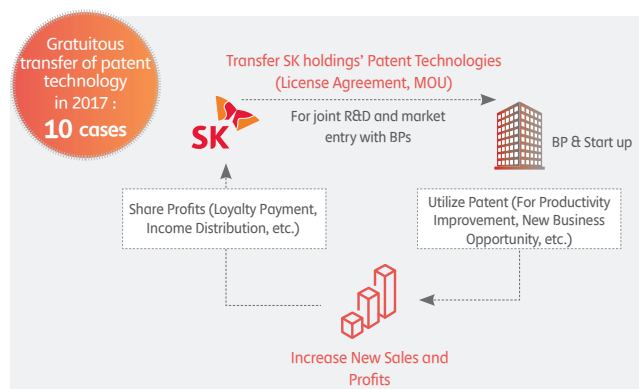 Gratuitous
transfer of patent
technology
in 2017 :
10 cases
Transfer SK holdings’ Patent Technologies
(License Agreement, MOU)
For joint R&D and market
entry with BPs
SK
BP & Start up
Share Profits (Loyalty Payment,
Income Distribution, etc.)
Utilize Patent (For Productivity
Improvement, New Business
Opportunity, etc.)
Increase New Sales and
Profits